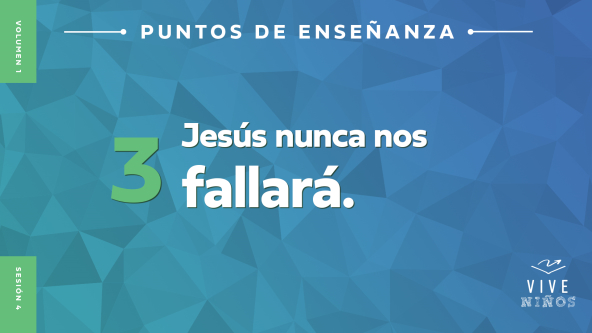 VOLUMEN 1
PUNTOS DE ENSEÑANZA
3
Jesús nunca nos
fallará.
SESIÓN 4
VIVE
NIÑOS